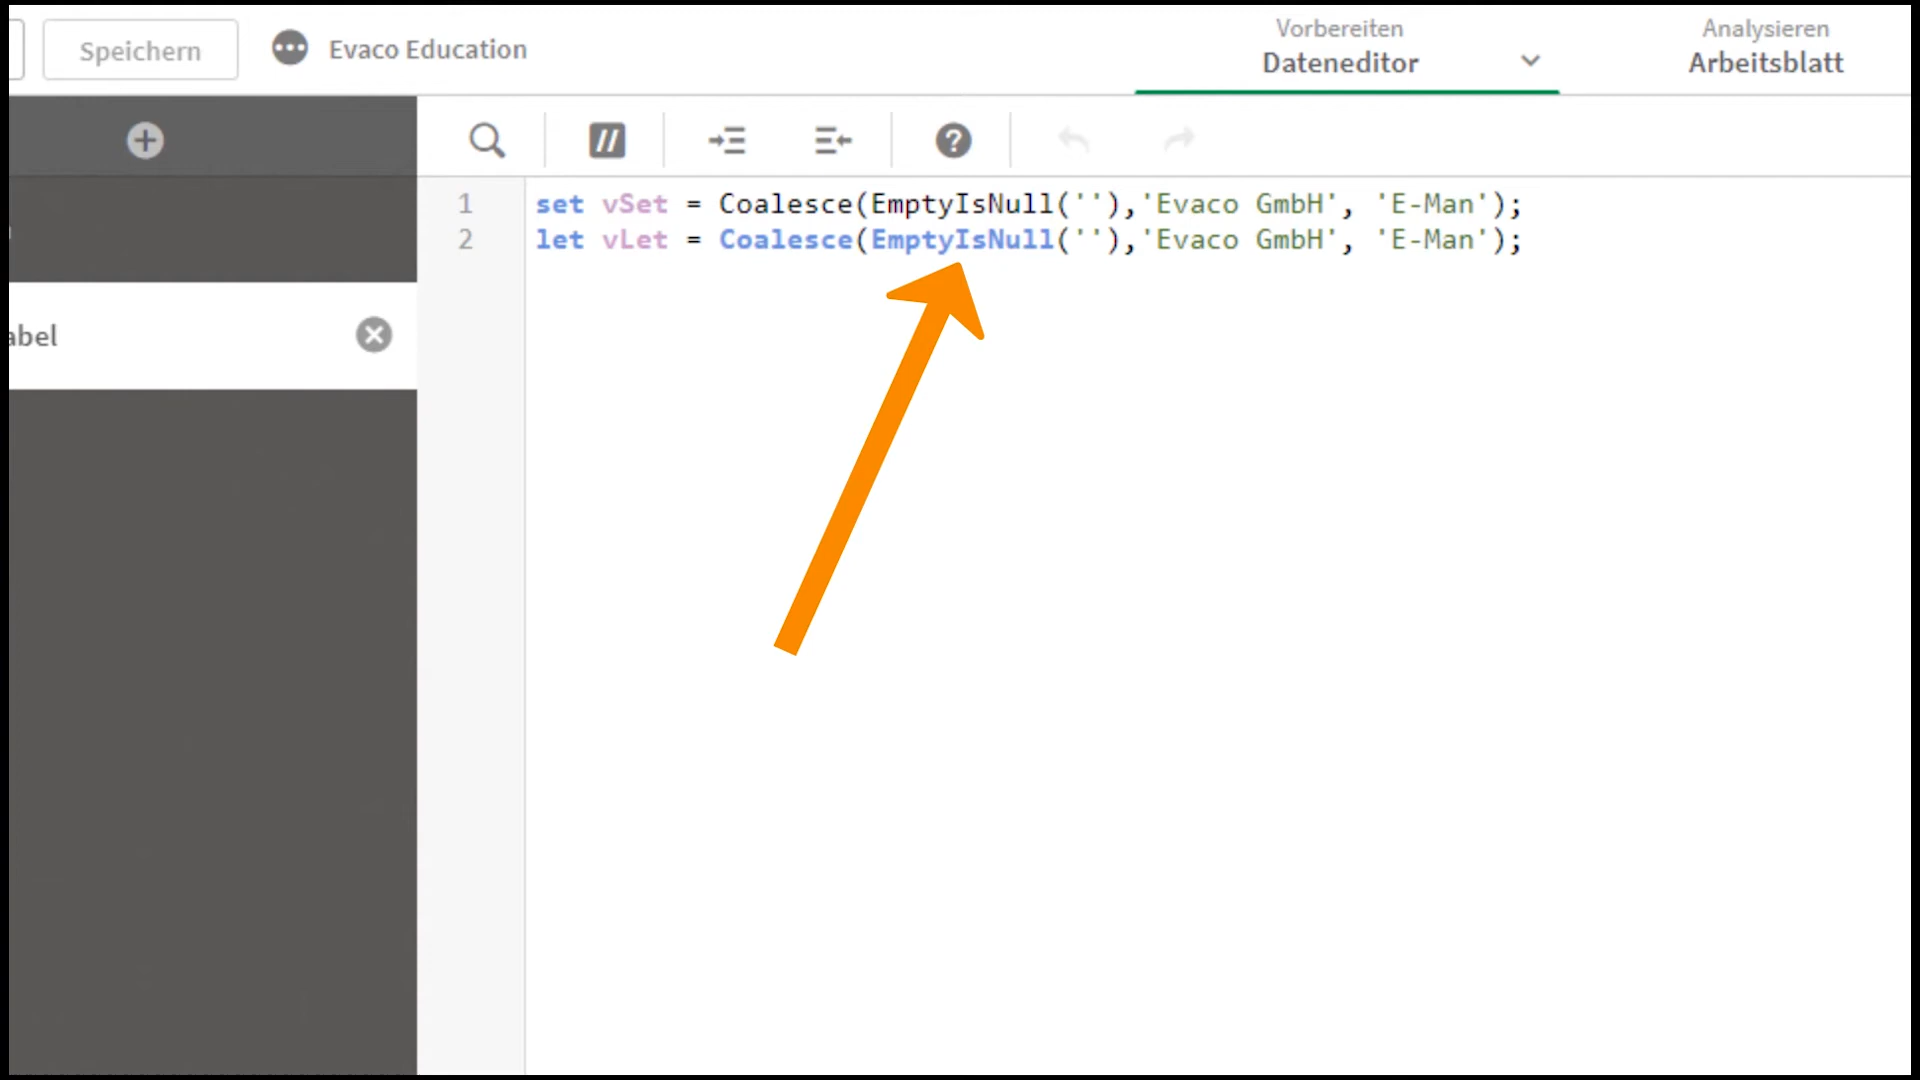 Speichern
Evaco Education
Vorbereiten
Dateneditor
Analysieren
Arbeitsblatt
//
?
1 set vSet = Coalesce(EmptyIsNull(''),'Evaco GmbH', 'E-Man');
2 let vLet = Coalesce(EmptyIsNull(''),'Evaco GmbH', 'E-Man');
abel